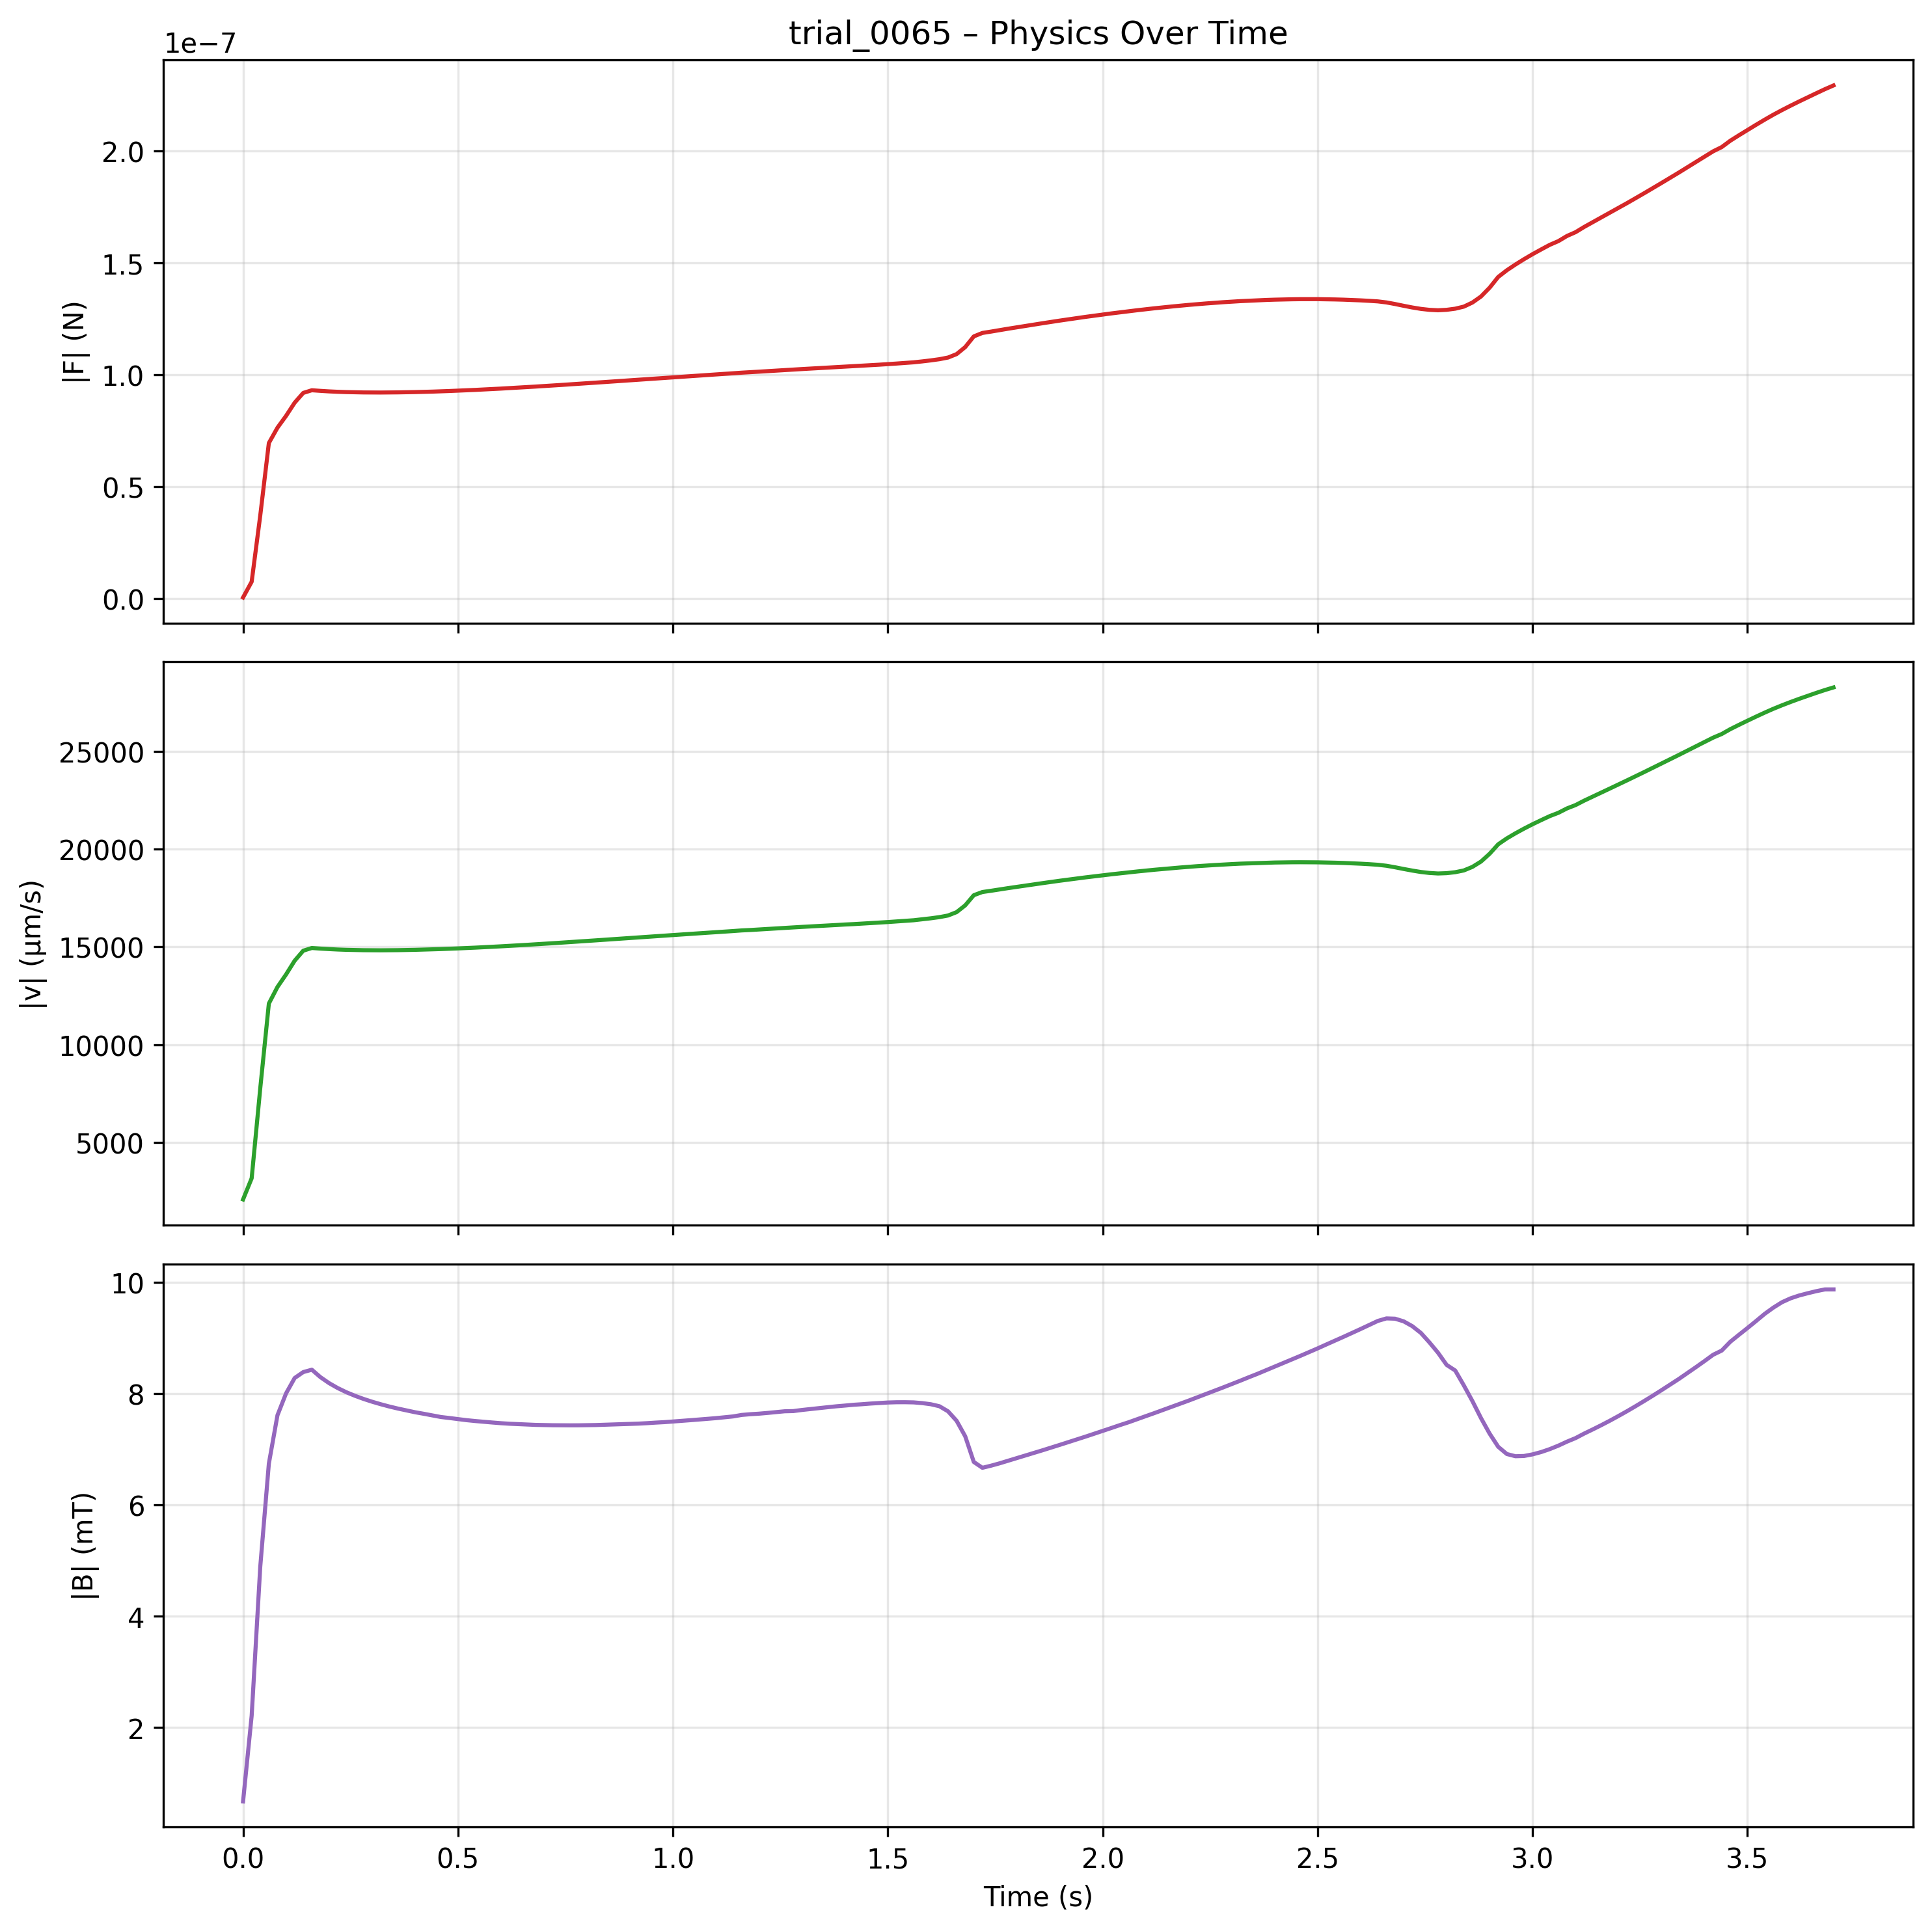 trial_0065 – Physics Over Time
1e−7
|F| (N)
2.0
1.5
1.0
0.5
0.0
|v| (µm/s)
25000
20000
15000
10000
5000
|B| (mT)
10
8
6
4
2
0.0 0.5 1.0 1.5 2.0 2.5 3.0 3.5
Time (s)